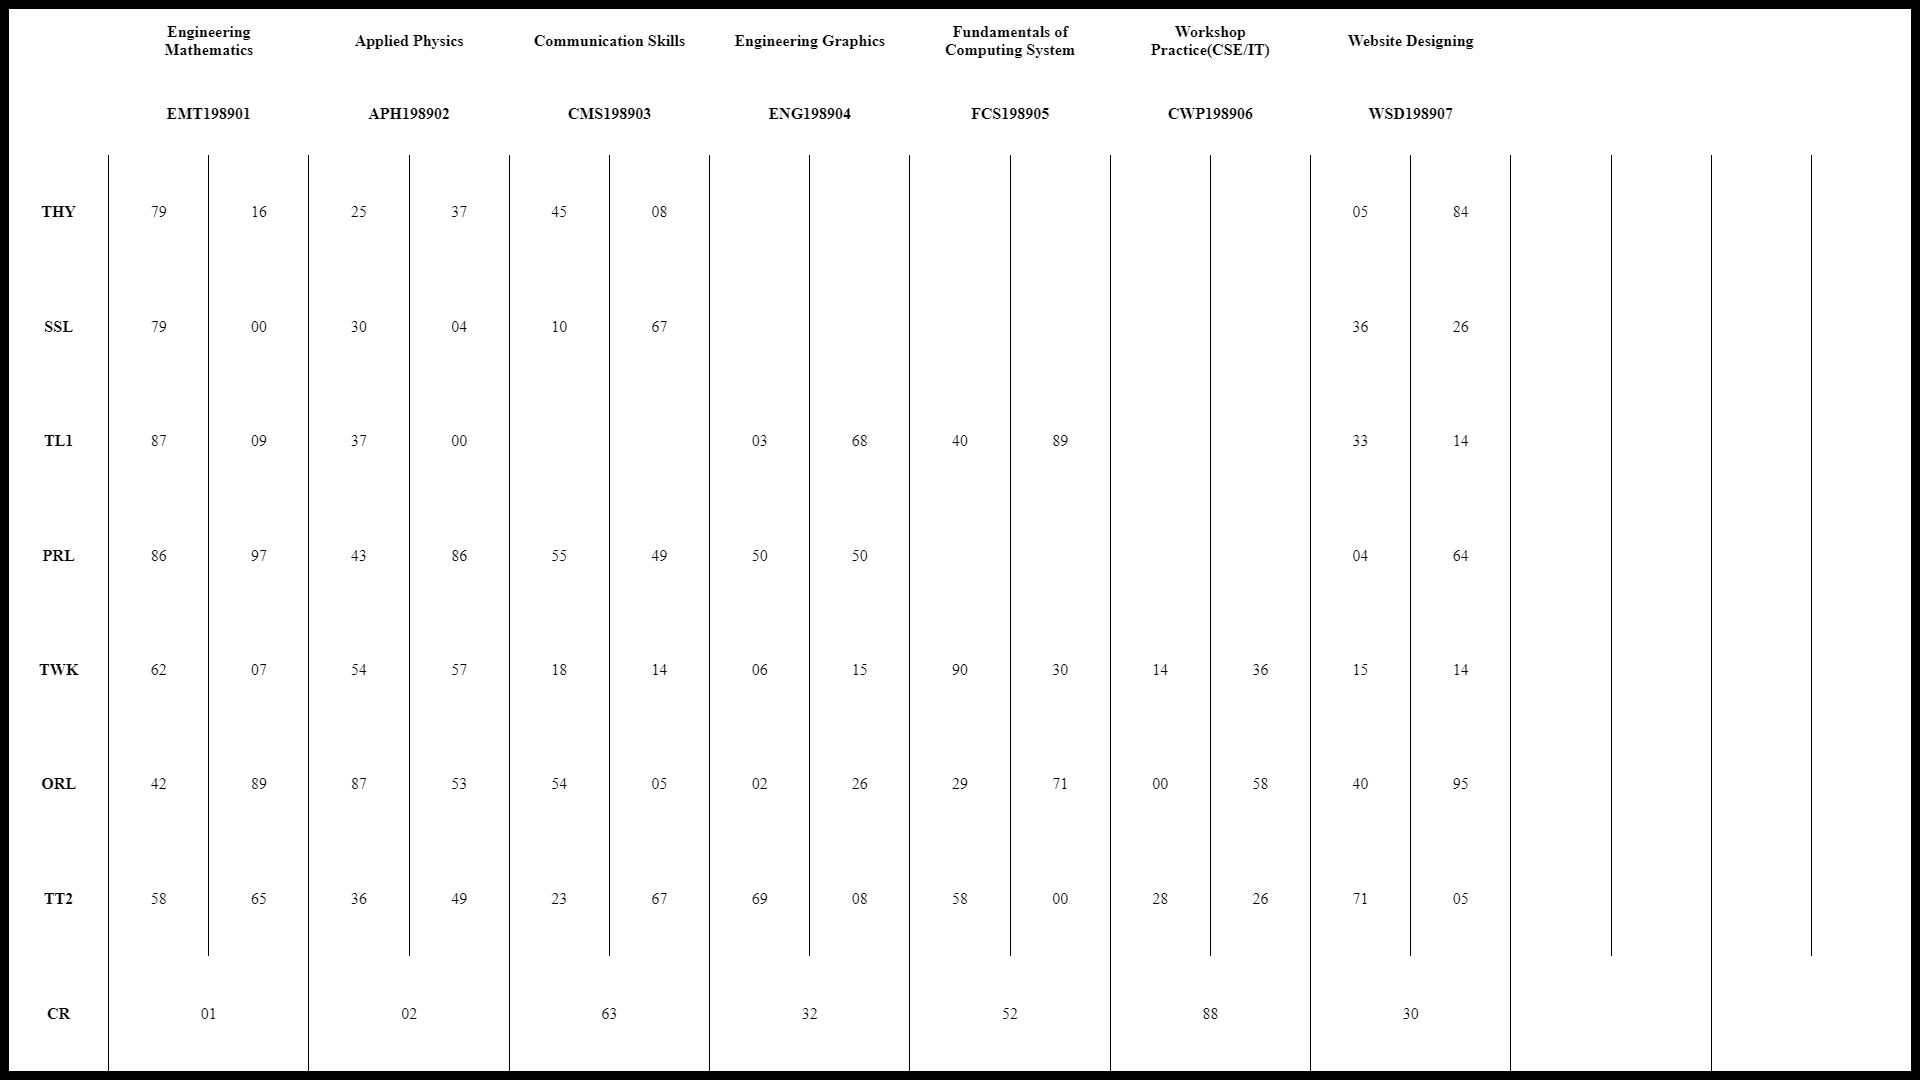 Engineering Mathematics Applied Physics Communication Skills Engineering Graphics Fundamentals of Computing System Workshop Practice(CSE/IT) Website Designing
EMT198901 APH198902 CMS198903 ENG198904 FCS198905 CWP198906 WSD198907
THY 79 16 25 37 45 08 05 84
SSL 79 00 30 04 10 67 36 26
TL1 87 09 37 00 03 68 40 89 33 14
PRL 86 97 43 86 55 49 50 50 04 64
TWK 62 07 54 57 18 14 06 15 90 30 14 36 15 14
ORL 42 89 87 53 54 05 02 26 29 71 00 58 40 95
TT2 58 65 36 49 23 67 69 08 58 00 28 26 71 05
CR 01 02 63 32 52 88 30